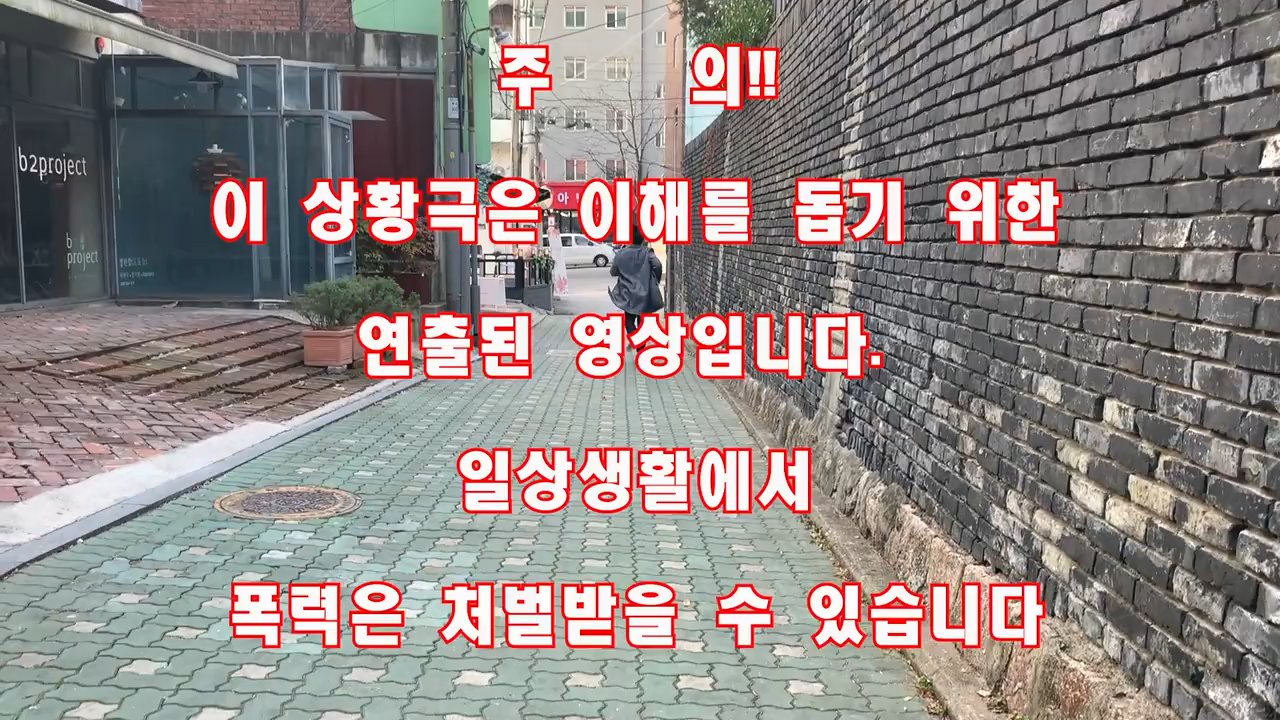 주 의!!
이 상황극은 이해를 돕기 위한
연출된 영상입니다.
일상생활에서
폭력은 처벌받을 수 있습니다
b2project
b
project